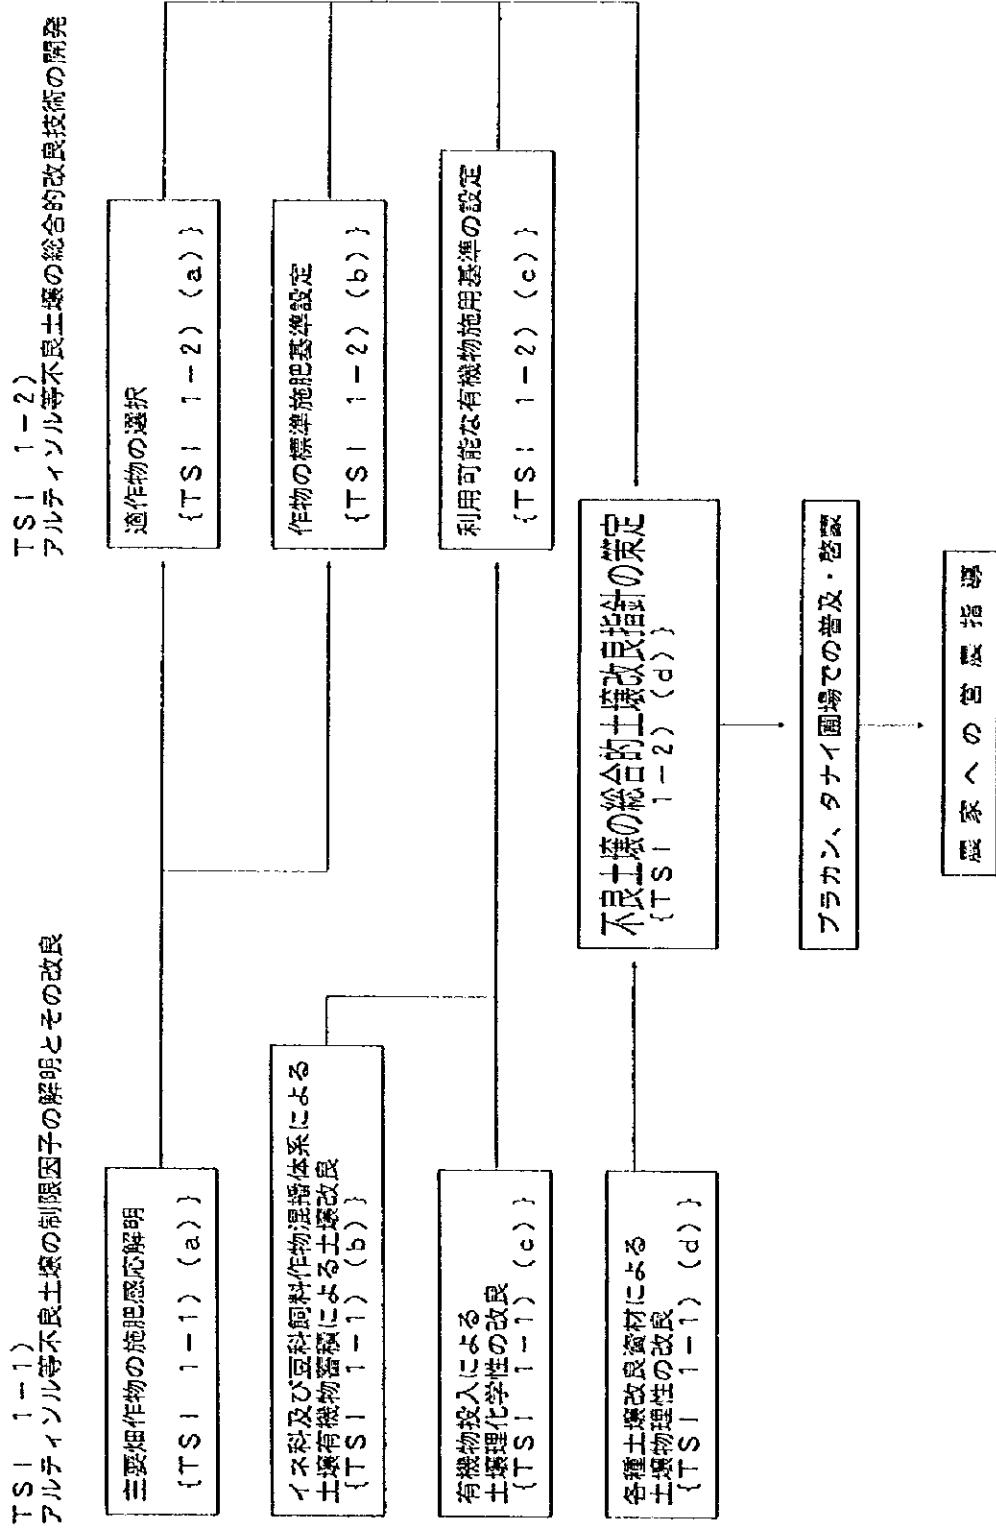 TSI 1-1)
アルティソル等不良土壌の制限因子の解明とその改良
主要畑作物の施肥感応解明
{TSI 1-1) (a)}
イネ科及び豆科飼料作物混播体系による
土壌有機物蓄積による土壌改良
{TSI 1-1) (b)}
有機物投入による
土壌理化学性の改良
{TSI 1-1) (c)}
各種土壌改良資材による
土壌物理性の改良
{TSI 1-1) (d)}
TSI 1-2)
アルティソル等不良土壌の総合的改良技術の開発
適作物の選択
{TSI 1-2) (a)}
作物の標準施肥基準設定
{TSI 1-2) (b)}
利用可能な有機物施用基準の設定
{TSI 1-2) (c)}
不良土壌の総合的土壌改良指針の策定
{TSI 1-2) (d)}
ブラカン、タナイ圃場での普及・啓蒙
農家への営農指導